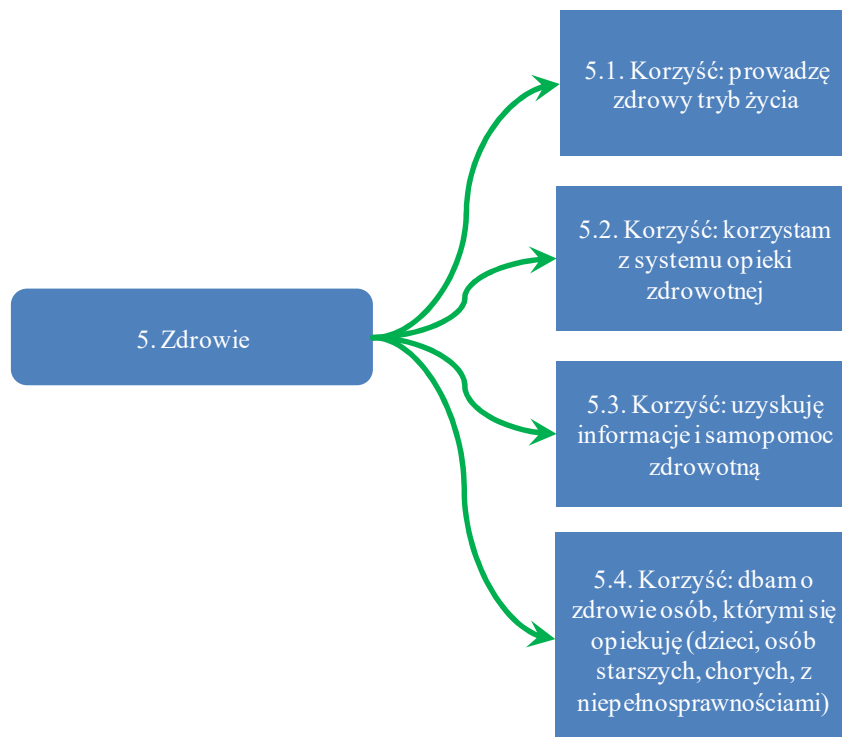 5.1. Korzyść: prowadzę
zdrowy tryb życia
5.2. Korzyść: korzystam
z systemu opieki
zdrowotnej
5. Zdrowie
5.3. Korzyść: uzyskuję
informacje i samopomoc
zdrowotną
5.4. Korzyść: dbam o
zdrowie osób, którymi się
opiekuję (dzieci, osób
starszych, chorych, z
niepełnosprawnościami)